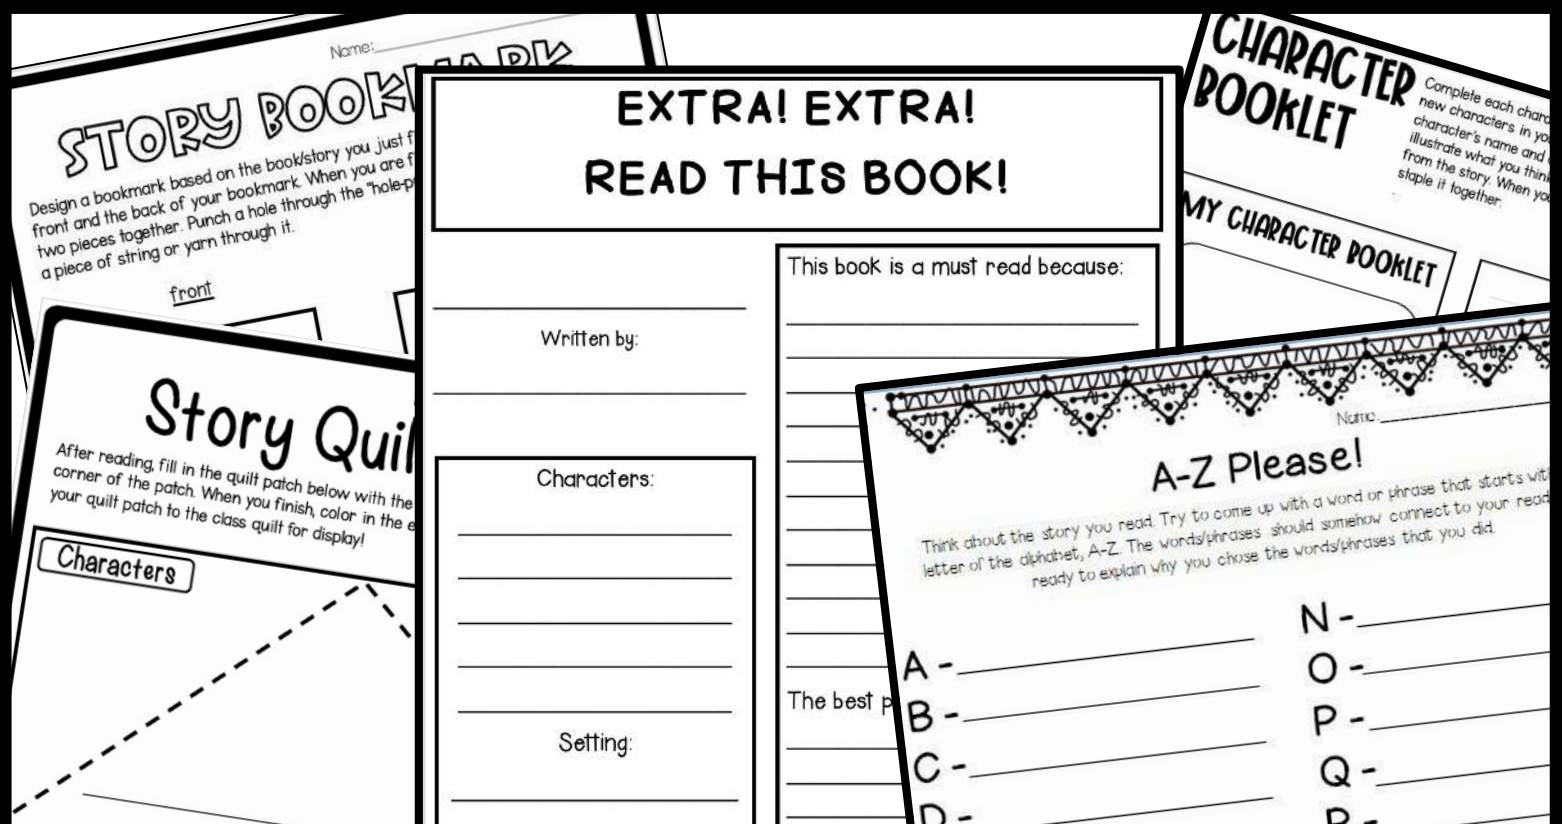 Name:
STORY BOOKMARK
Design a bookmark based on the book/story you just
front and the back of your bookmark. When you are
two pieces together. Punch a hole through the
a piece of string or yarn through it.
front
Story
After reading, fill in the quilt patch below with the
corner of the patch. When you finish, color in the
your quilt patch to the class quilt for display!
Characters
EXTRA! EXTRA!
READ THIS BOOK!
Written by:
Characters:
Setting:
This book is a must read because:
The best
CHARACTER
BOOKLET
Complete each
new characters in
character's name and
illustrate what you think
from the story. When you
staple it together.
MY CHARACTER BOOKLET
Name:
A-Z Please!
Think about the story you read. Try to come up with a word or phrase that starts with
letter of the alphabet, A-Z. The words/phrases should somehow connect to your
ready to explain why you chose the words/phrases that you did.
A -
B -
C -
D -
N -
O -
P -
Q -
R -